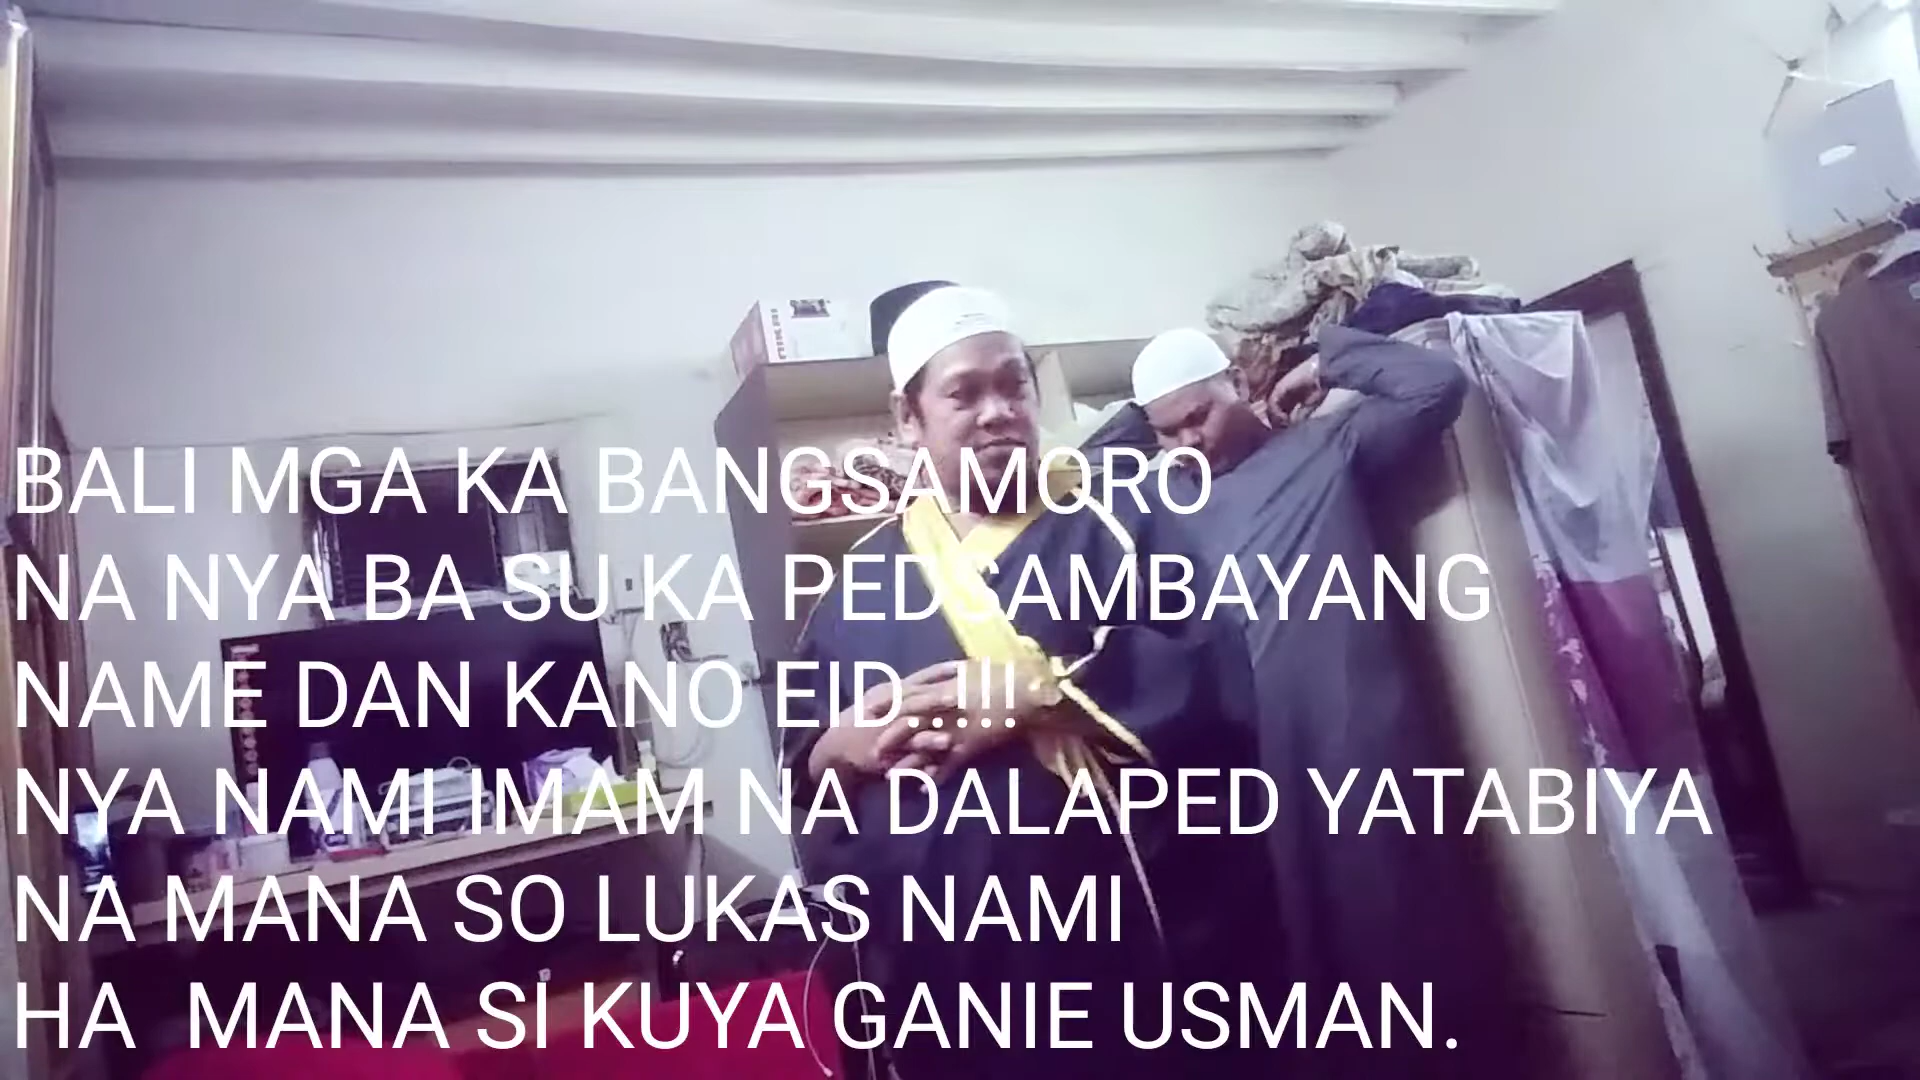 BALI MGA KA BANGSAMORO
NA NYA BA SU KA PEDSAMBAYANG
NAME DAN KANO EID..!!!
NYA NAMI IMAM NA DALAPED YATABIYA
NA MANA SO LUKAS NAMI
HA  MANA SI KUYA GANIE USMAN.